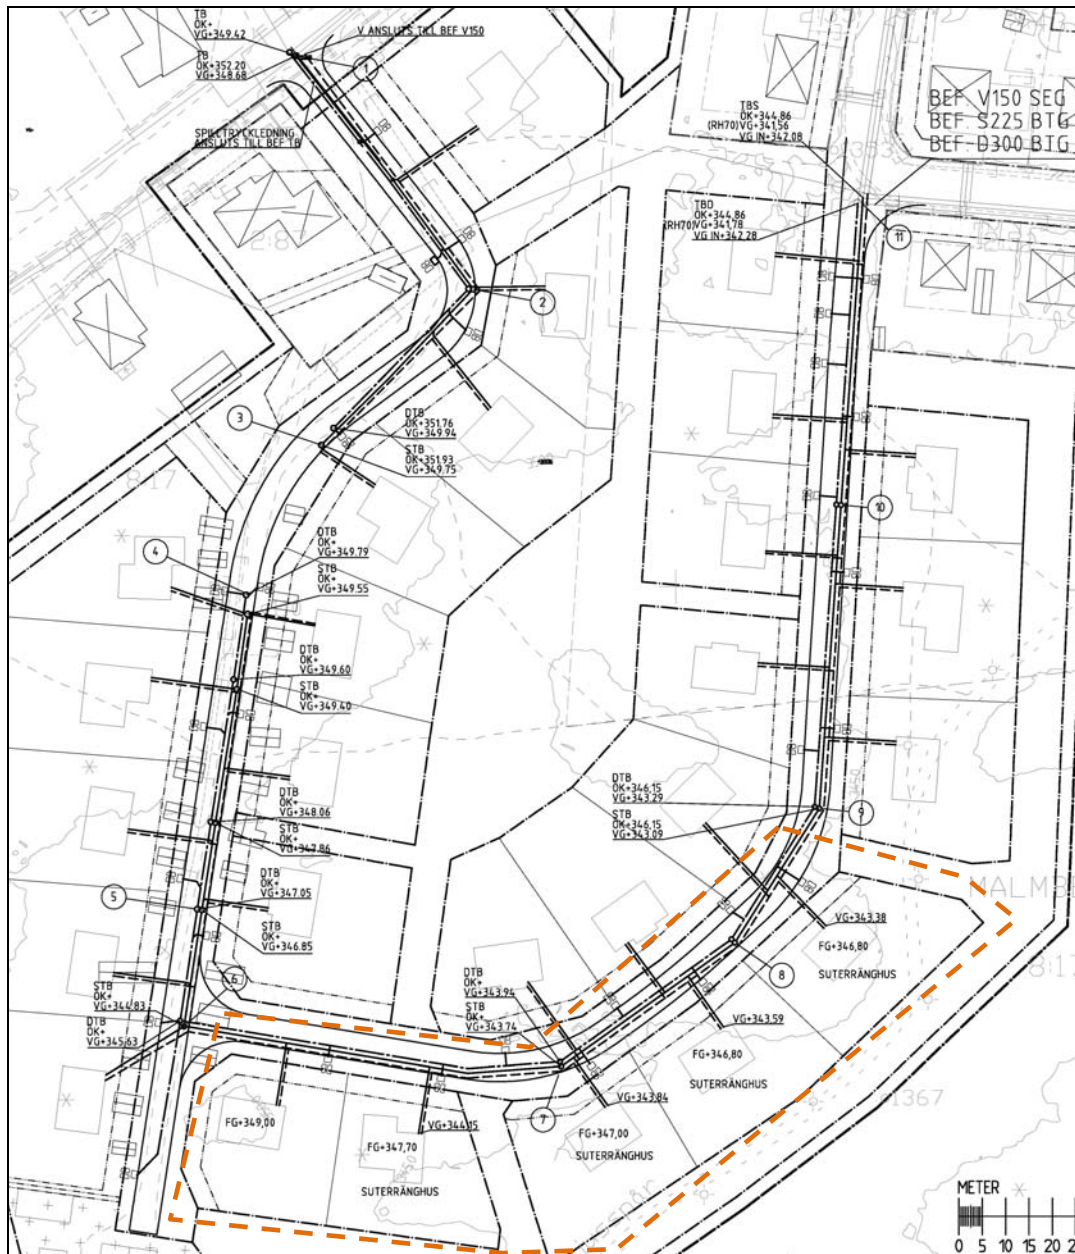 TB
OK+
VG+349.42
V ANSLUTS TILL BEF V150
TB
OK+352.20
VG+348.68
1
SPILLTRYCKLEDNING
ANSLUTS TILL BEF TB
TBS
OK+344,86
(RH70)VG+341,56
VG IN+342.08
BEF. V150 SEG
BEF. S225 BTG
BEF. D300 BTG
TBD
OK+344,86
(RH70)VG+341,78
VG IN+342.28
11
2:8
2
3
DTB
OK+351.76
VG+349.94
STB
OK+351.93
VG+349.75
8:17
10
4
DTB
OK+
VG+349.79
STB
OK+
VG+349.55
DTB
OK+
VG+349.60
STB
OK+
VG+349.40
DTB
OK+
VG+348.06
STB
OK+
VG+347.86
DTB
OK+346.15
VG+343.29
STB
OK+346.15
VG+343.09
9
5
DTB
OK+
VG+347.05
STB
OK+
VG+346.85
MALMB
VG+343.38
FG+346,80
SUTERRÄNGHUS
8
8:17
6
STB
OK+
VG+344.83
DTB
OK+
VG+345.63
DTB
OK+
VG+343.94
STB
OK+
VG+343.74
VG+343.59
FG+346,80
SUTERRÄNGHUS
VG+343.84
1367
7
FG+349,00
VG+344.15
FG+347,70
FG+347,00
SUTERRÄNGHUS
SUTERRÄNGHUS
METER
0 5 10 15 20